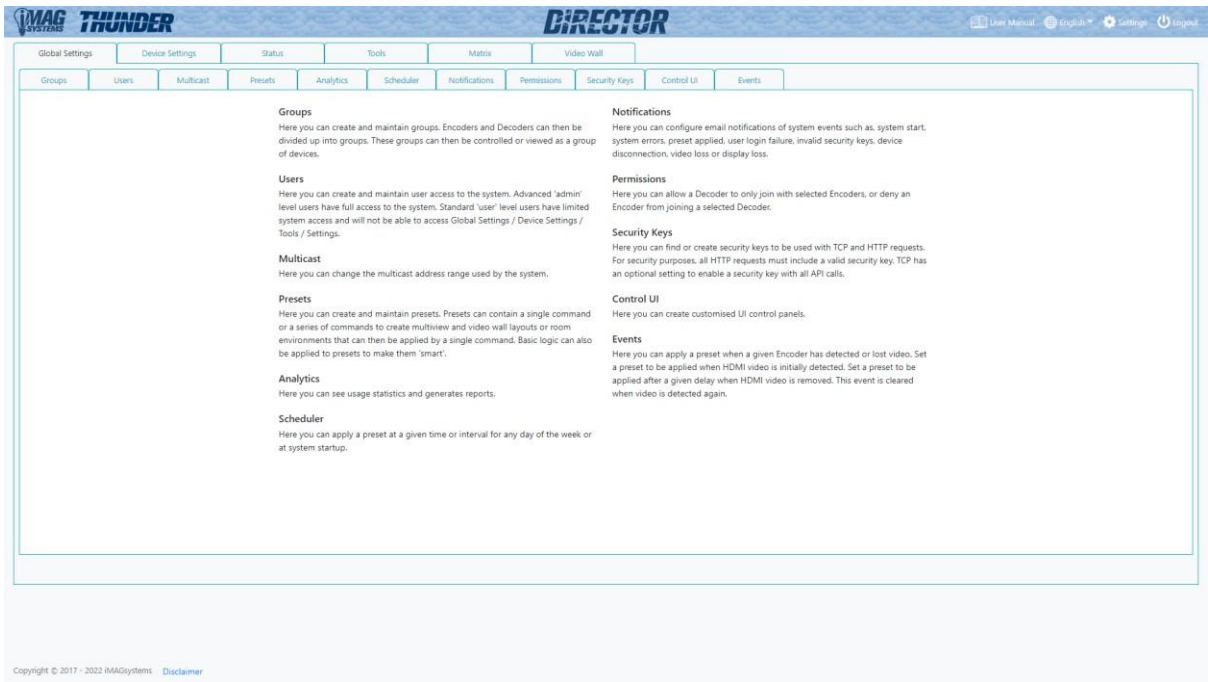 iMAG SYSTEMS THUNDER
DiRECTOR
User Manual English Settings Logout
Global Settings Device Settings Status Tools Matrix Video Wall
Groups Users Multicast Presets Analytics Scheduler Notifications Permissions Security Keys Control UI Events
Groups
Here you can create and maintain groups. Encoders and Decoders can then be
divided up into groups. These groups can then be controlled or viewed as a group
of devices.
Users
Here you can create and maintain user access to the system. Advanced 'admin'
level users have full access to the system. Standard 'user' level users have limited
system access and will not be able to access Global Settings / Device Settings /
Tools / Settings.
Multicast
Here you can change the multicast address range used by the system.
Presets
Here you can create and maintain presets. Presets can contain a single command
or a series of commands to create multiview and video wall layouts or room
environments that can then be applied by a single command. Basic logic can also
be applied to presets to make them 'smart'.
Analytics
Here you can see usage statistics and generates reports.
Scheduler
Here you can apply a preset at a given time or interval for any day of the week or
at system startup.
Notifications
Here you can configure email notifications of system events such as, system start,
system errors, preset applied, user login failure, invalid security keys, device
disconnection, video loss or display loss.
Permissions
Here you can allow a Decoder to only join with selected Encoders, or deny an
Encoder from joining a selected Decoder.
Security Keys
Here you can find or create security keys to be used with TCP and HTTP requests.
For security purposes, all HTTP requests must include a valid security key. TCP has
an optional setting to enable a security key with all API calls.
Control UI
Here you can create customised UI control panels.
Events
Here you can apply a preset when a given Encoder has detected or lost video. Set
a preset to be applied when HDMI video is initially detected. Set a preset to be
applied after a given delay when HDMI video is removed. This event is cleared
when video is detected again.
Copyright © 2017 - 2022 iMAGsystems Disclaimer